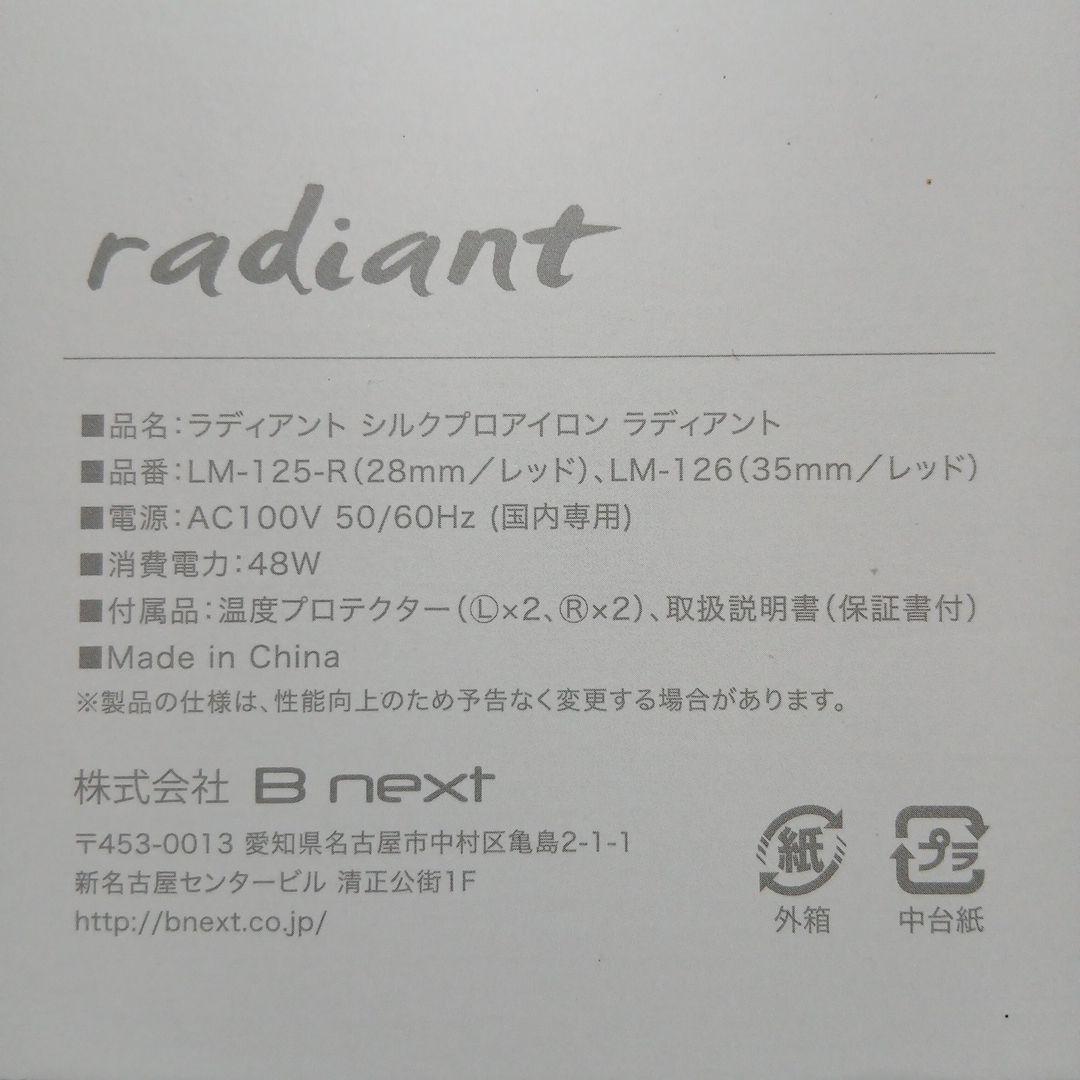 radiant
■品名：ラディアント シルクプロアイロン ラディアント
■品番：LM-125-R（28mm／レッド）、LM-126（35mm／レッド）
■電源：AC100V 50/60Hz (国内専用)
■消費電力：48W
■付属品：温度プロテクター（Ⓛ×2、Ⓡ×2）、取扱説明書（保証書付）
■Made in China
※製品の仕様は、性能向上のため予告なく変更する場合があります。
株式会社 B next
〒453-0013 愛知県名古屋市中村区亀島2-1-1
新名古屋センタービル 清正公街1F
http://bnext.co.jp/
紙
外箱
プラ
中台紙